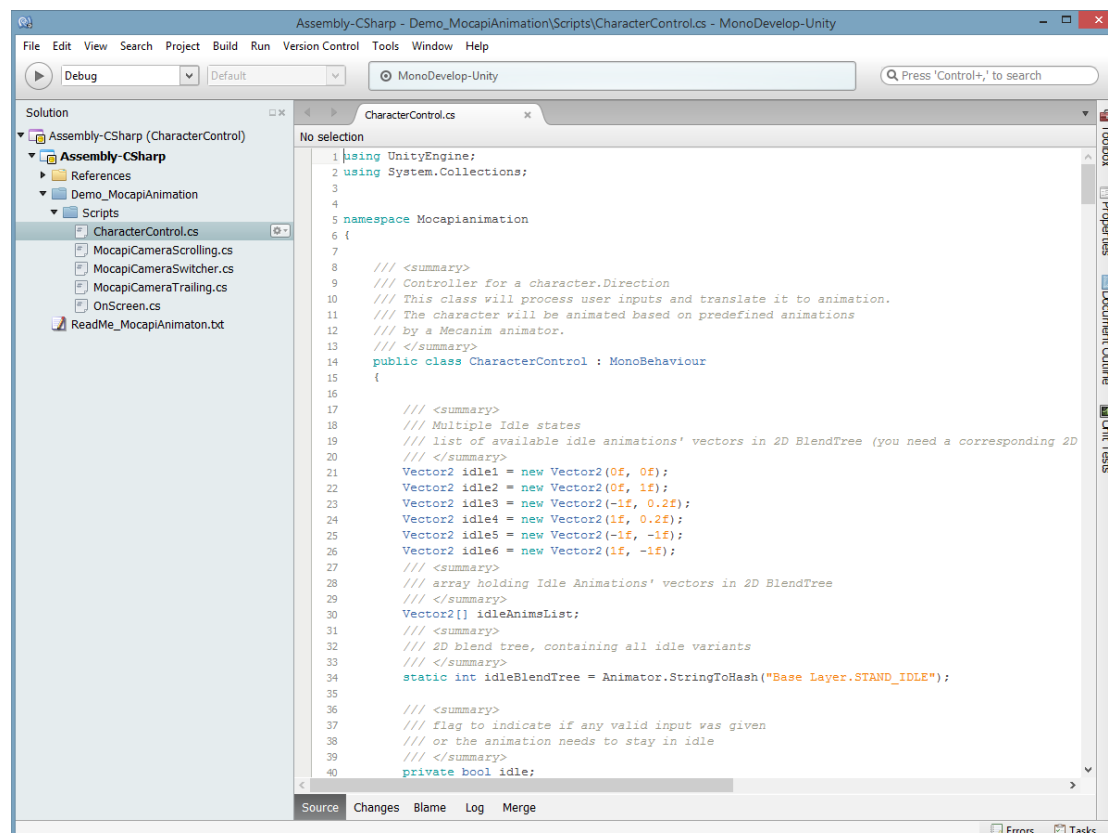 Assembly-CSharp - Demo_MocapiAnimation\Scripts\CharacterControl.cs - MonoDevelop-Unity
File Edit View Search Project Build Run Version Control Tools Window Help
Debug Default MonoDevelop-Unity Press 'Control+,' to search
Solution
Assembly-CSharp (CharacterControl)
Assembly-CSharp
References
Demo_MocapiAnimation
Scripts
CharacterControl.cs
MocapiCameraScrolling.cs
MocapiCameraSwitcher.cs
MocapiCameraTrailing.cs
OnScreen.cs
ReadMe_MocapiAnimaton.txt
CharacterControl.cs
No selection
1 using UnityEngine;
2 using System.Collections;
3
4
5 namespace Mocapianimation
6 {
7
8 /// <summary>
9 /// Controller for a character.Direction
10 /// This class will process user inputs and translate it to animation.
11 /// The character will be animated based on predefined animations
12 /// by a Mecanim animator.
13 /// </summary>
14 public class CharacterControl : MonoBehaviour
15 {
16
17 /// <summary>
18 /// Multiple Idle states
19 /// list of available idle animations' vectors in 2D BlendTree (you need a corresponding 2D
20 /// </summary>
21 Vector2 idle1 = new Vector2(0f, 0f);
22 Vector2 idle2 = new Vector2(0f, 1f);
23 Vector2 idle3 = new Vector2(-1f, 0.2f);
24 Vector2 idle4 = new Vector2(1f, 0.2f);
25 Vector2 idle5 = new Vector2(-1f, -1f);
26 Vector2 idle6 = new Vector2(1f, -1f);
27 /// <summary>
28 /// array holding Idle Animations' vectors in 2D BlendTree
29 /// </summary>
30 Vector2[] idleAnimsList;
31 /// <summary>
32 /// 2D blend tree, containing all idle variants
33 /// </summary>
34 static int idleBlendTree = Animator.StringToHash("Base Layer.STAND_IDLE");
35
36 /// <summary>
37 /// flag to indicate if any valid input was given
38 /// or the animation needs to stay in idle
39 /// </summary>
40 private bool idle;
Source Changes Blame Log Merge
Toolbox
Properties
Document Outline
Unit Tests
Errors Tasks